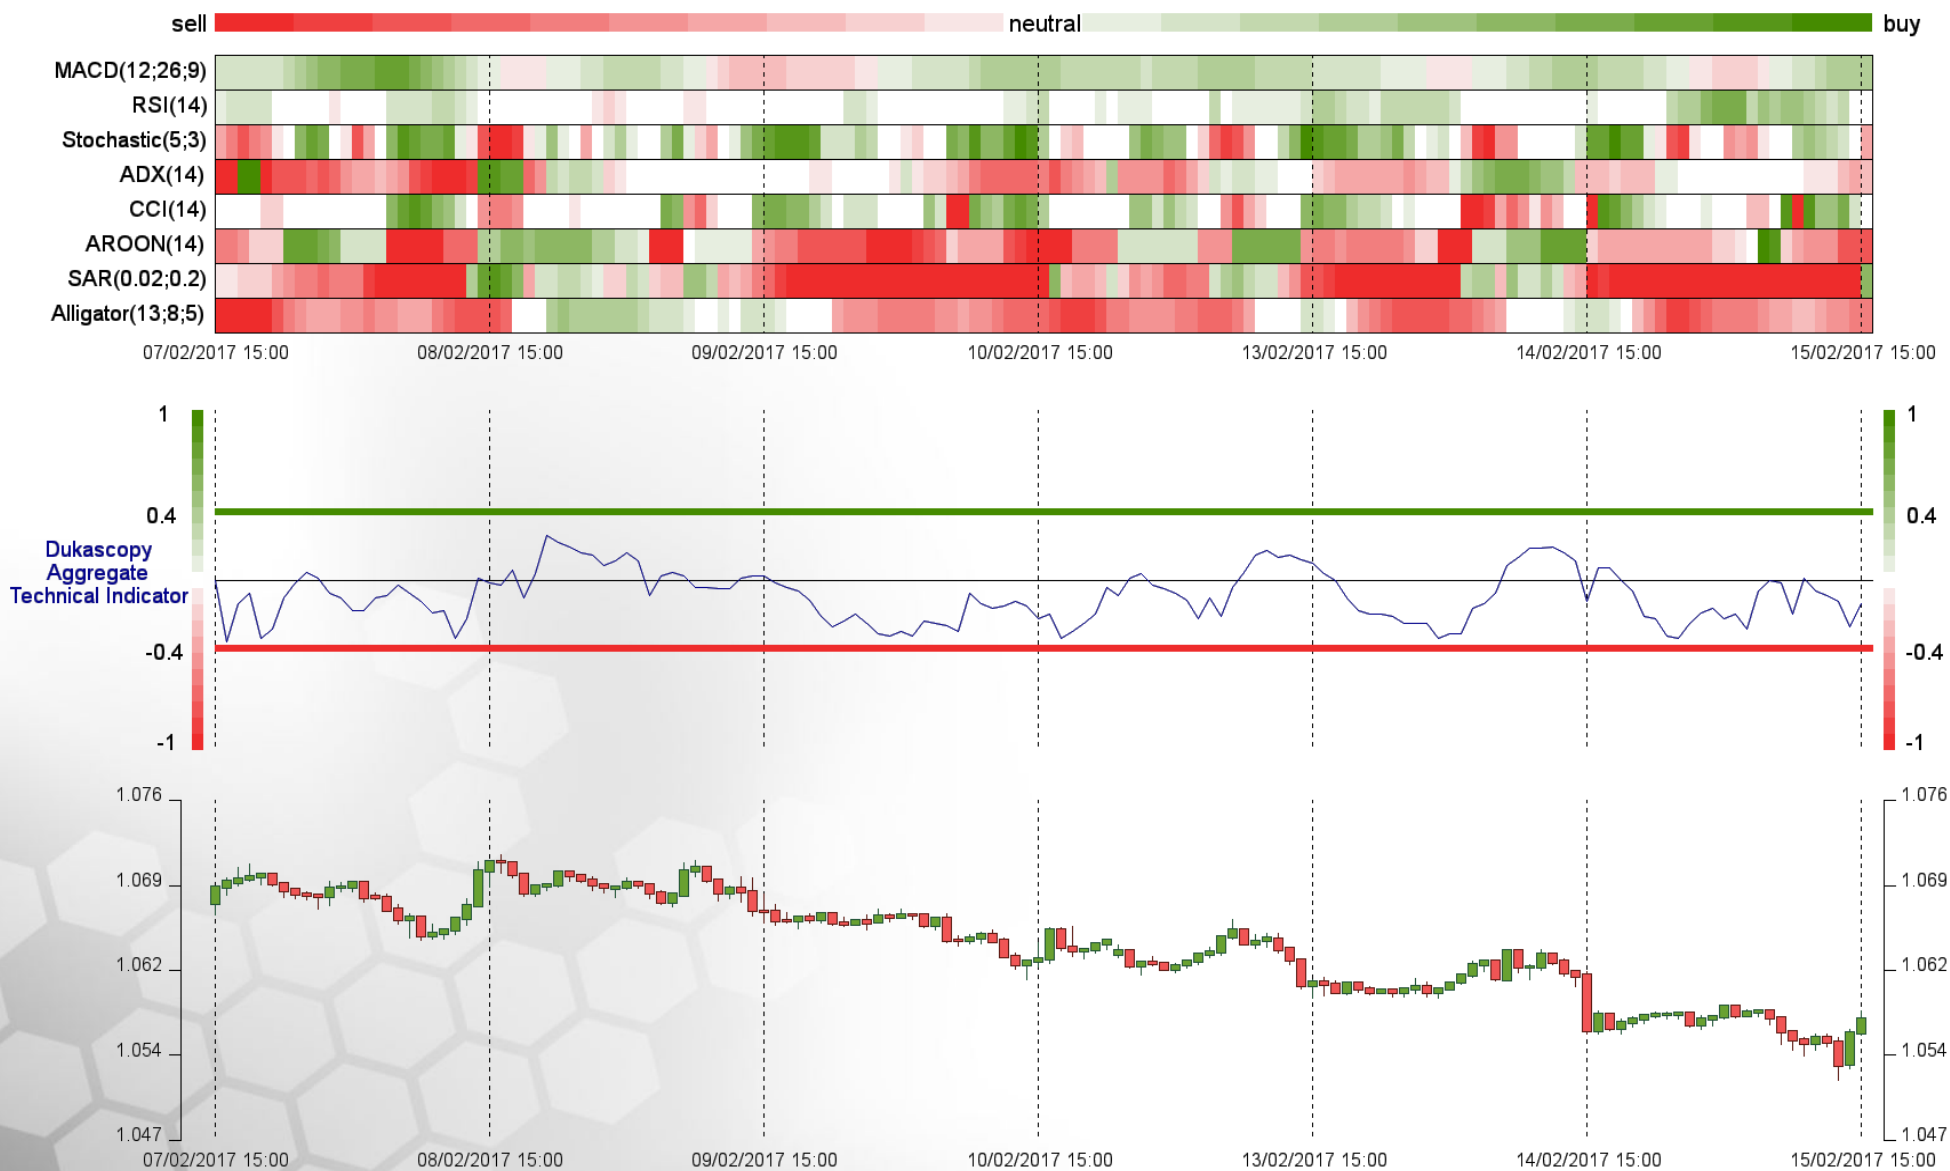 sell neutral buy
MACD(12;26;9)
RSI(14)
Stochastic(5;3)
ADX(14)
CCI(14)
AROON(14)
SAR(0.02;0.2)
Alligator(13;8;5)
07/02/2017 15:00 08/02/2017 15:00 09/02/2017 15:00 10/02/2017 15:00 13/02/2017 15:00 14/02/2017 15:00 15/02/2017 15:00
1 1
0.4 0.4
Dukascopy
Aggregate
Technical Indicator
-0.4 -0.4
-1 -1
1.076 1.076
1.069 1.069
1.062 1.062
1.054 1.054
1.047 1.047
07/02/2017 15:00 08/02/2017 15:00 09/02/2017 15:00 10/02/2017 15:00 13/02/2017 15:00 14/02/2017 15:00 15/02/2017 15:00